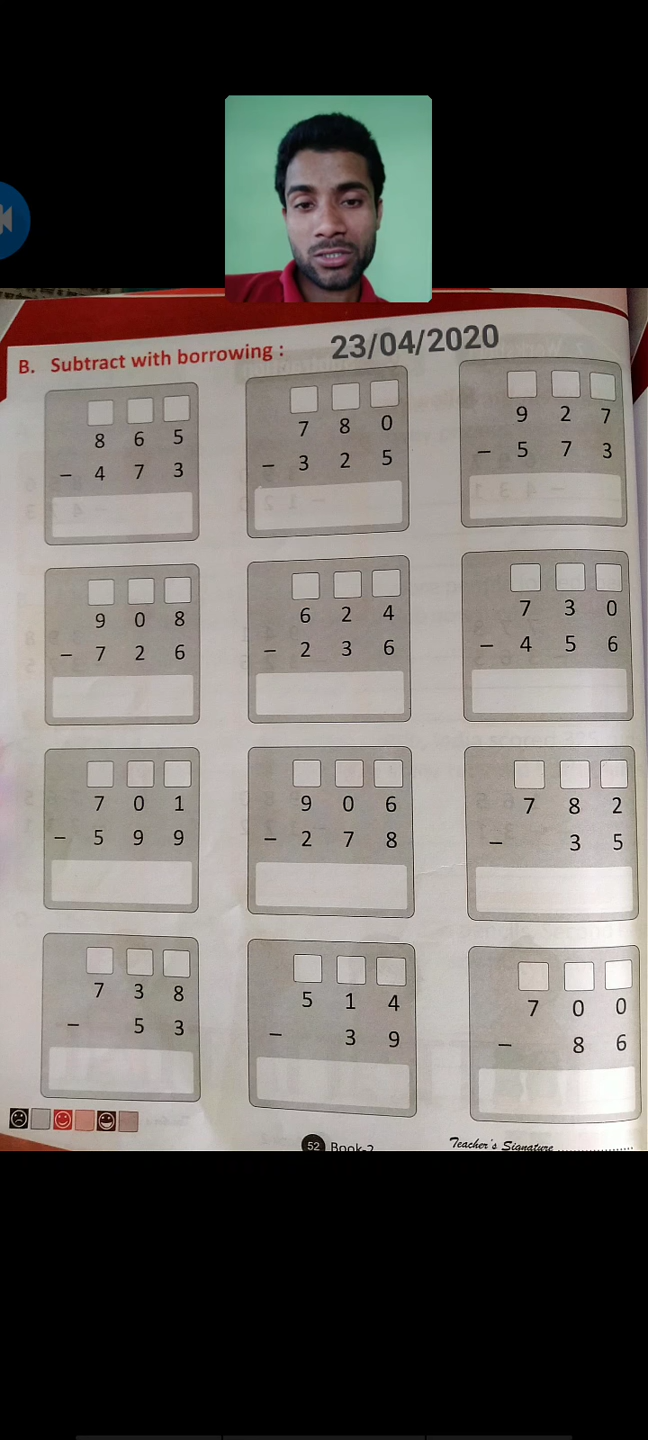 B. Subtract with borrowing :
23/04/2020
8 6 5
− 4 7 3
7 8 0
− 3 2 5
9 2 7
− 5 7 3
9 0 8
− 7 2 6
6 2 4
− 2 3 6
7 3 0
− 4 5 6
7 0 1
− 5 9 9
9 0 6
− 2 7 8
7 8 2
− 3 5
7 3 8
− 5 3
5 1 4
− 3 9
7 0 0
− 8 6
52 Book-2
Teacher's Signature ....................